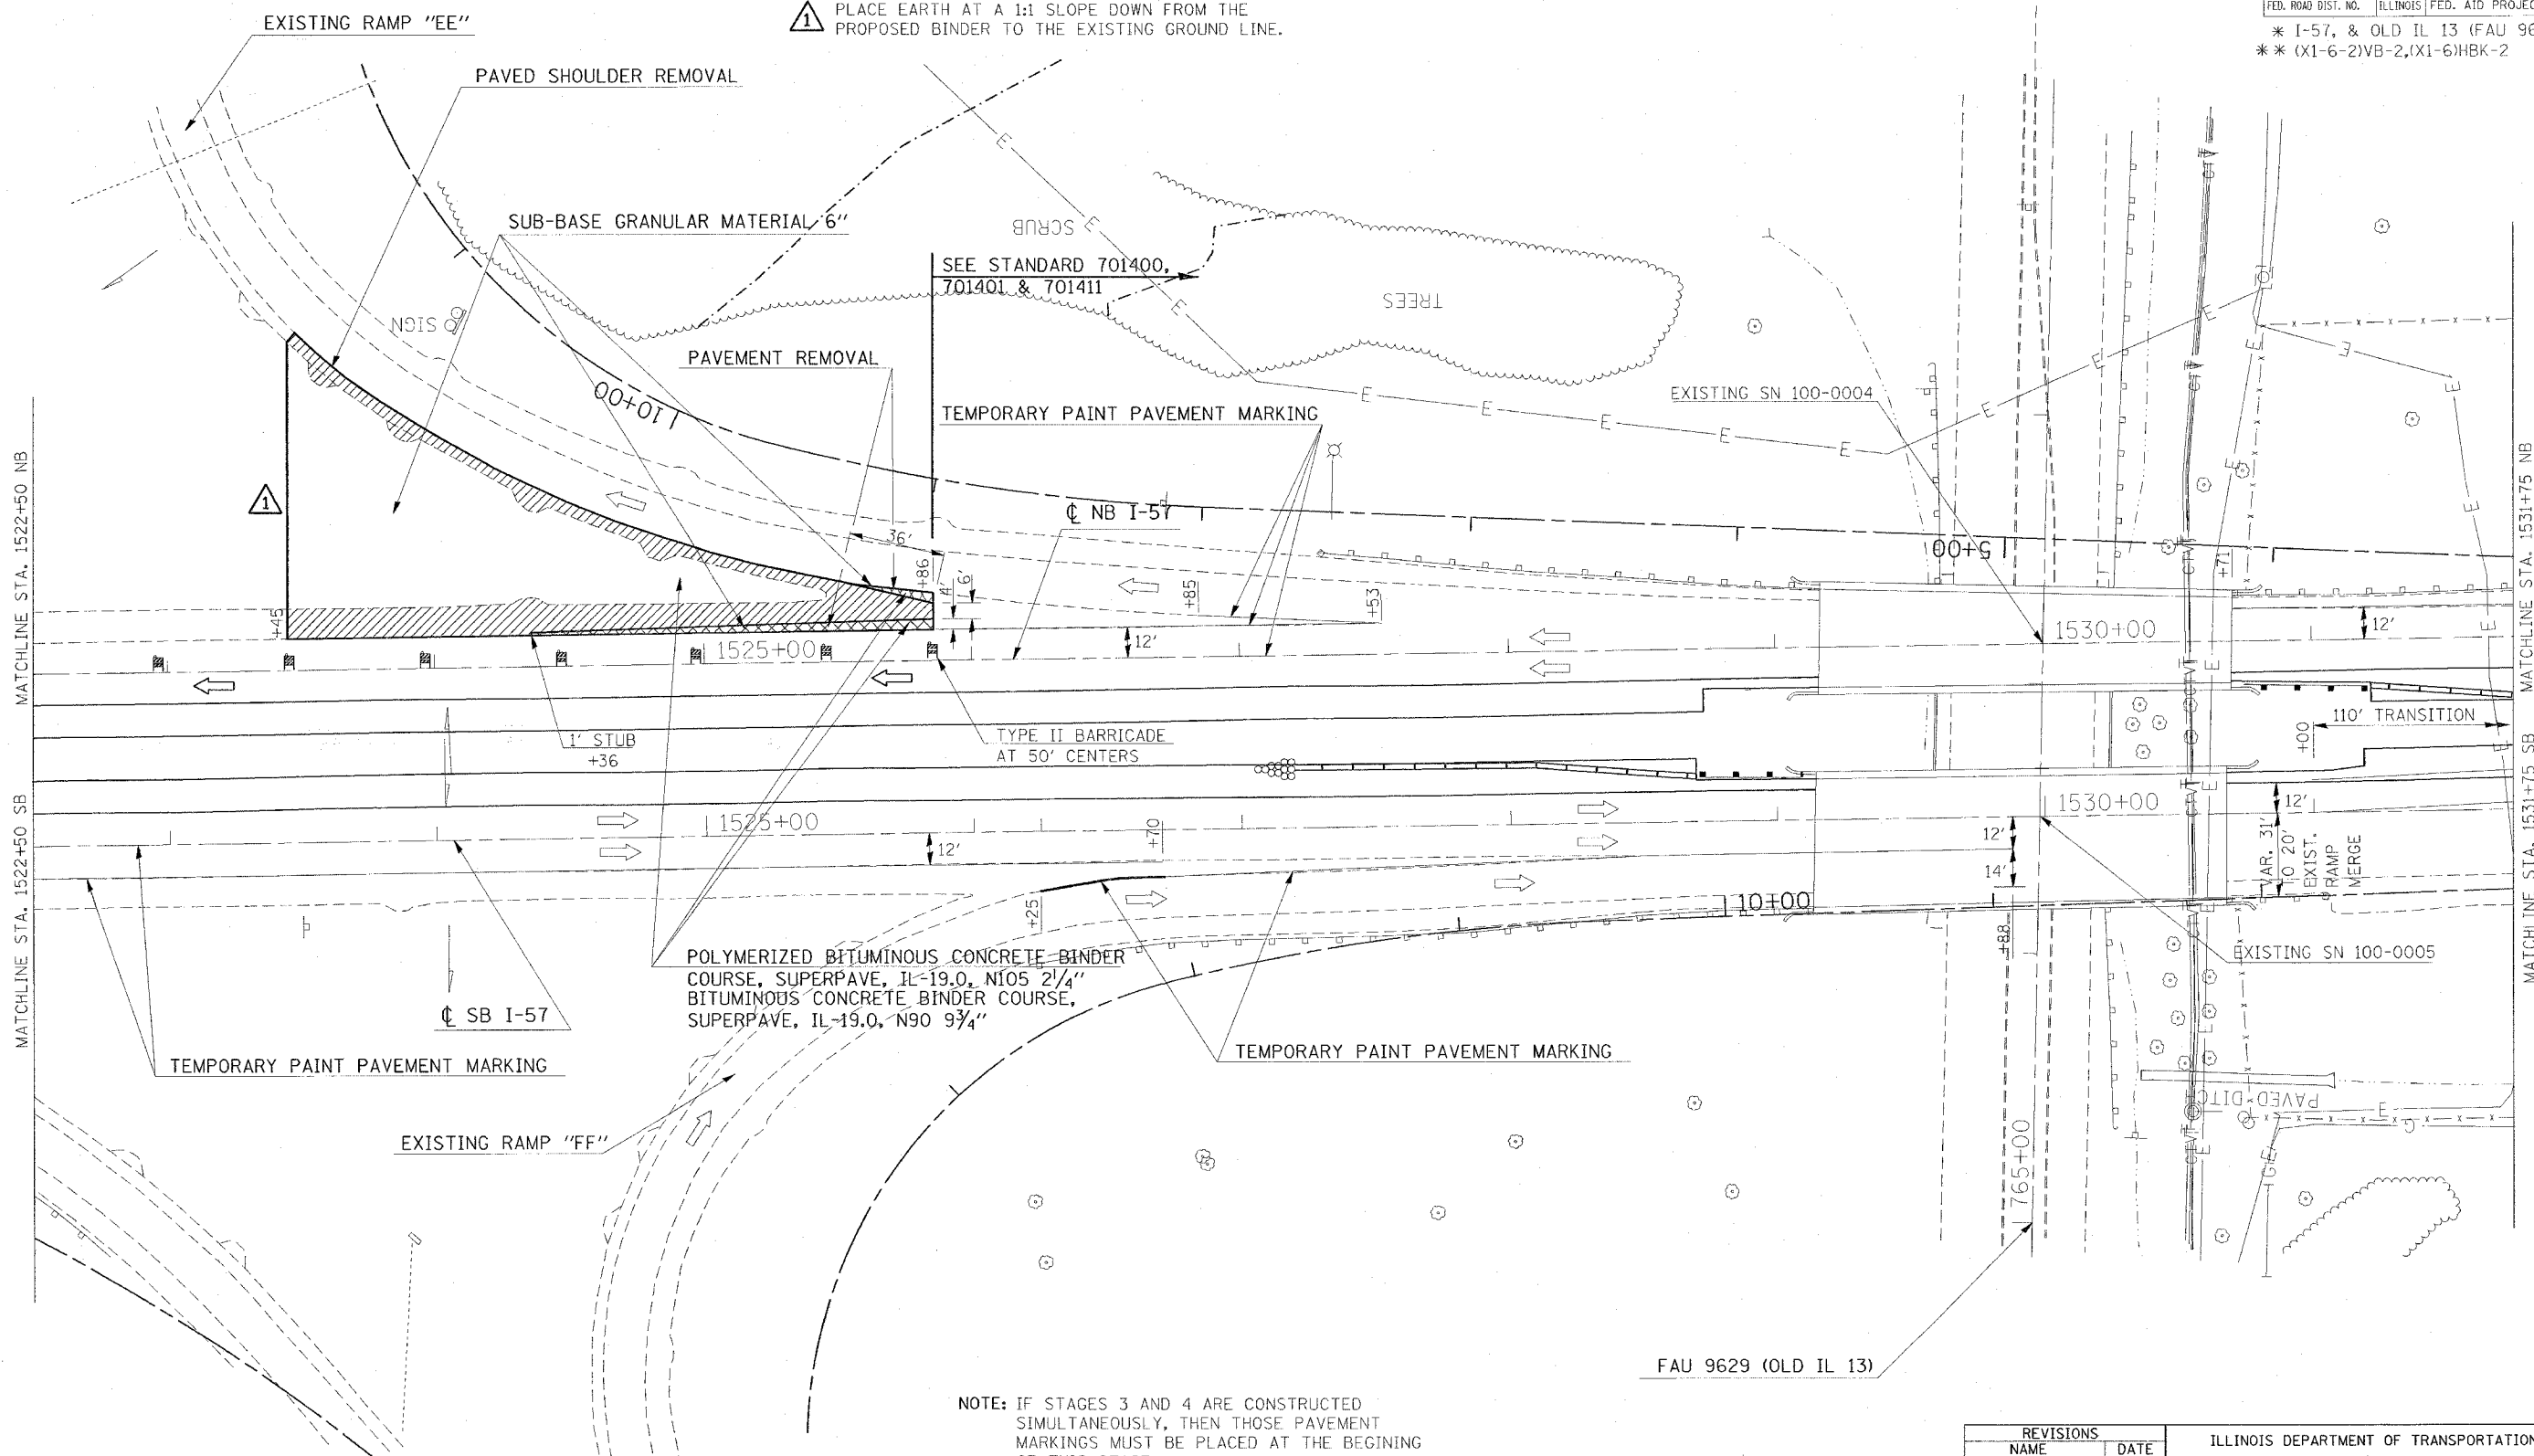 EXISTING RAMP "EE"
1 PLACE EARTH AT A 1:1 SLOPE DOWN FROM THE
PROPOSED BINDER TO THE EXISTING GROUND LINE.
FED. ROAD DIST. NO. ILLINOIS FED. AID PROJEC
* I-57, & OLD IL 13 (FAU 96
** (X1-6-2)VB-2,(X1-6)HBK-2
PAVED SHOULDER REMOVAL
SUB-BASE GRANULAR MATERIAL 6"
SCRUB
SEE STANDARD 701400,
701401 & 701411
TREES
SIGN
PAVEMENT REMOVAL
10+00
TEMPORARY PAINT PAVEMENT MARKING
EXISTING SN 100-0004
MATCHLINE STA. 1522+50 NB
MATCHLINE STA. 1531+75 NB
1
℄ NB I-57
36'
+86
4'
6'
+85
+53
5+00
+71
+45
1525+00
12'
1530+00
12'
1' STUB
+36
TYPE II BARRICADE
AT 50' CENTERS
110' TRANSITION
+00
MATCHLINE STA. 1522+50 SB
MATCHLINE STA. 1531+75 SB
1525+00
12'
+70
1530+00
12'
12'
14'
VAR. 31'
TO 20'
EXIST.
RAMP
MERGE
+25
10+00
+88
EXISTING SN 100-0005
POLYMERIZED BITUMINOUS CONCRETE BINDER
COURSE, SUPERPAVE, IL-19.0, N105 2 1/4"
BITUMINOUS CONCRETE BINDER COURSE,
SUPERPAVE, IL-19.0, N90 9 3/4"
℄ SB I-57
TEMPORARY PAINT PAVEMENT MARKING
TEMPORARY PAINT PAVEMENT MARKING
PAVED DITCH
EXISTING RAMP "FF"
765+00
FAU 9629 (OLD IL 13)
NOTE: IF STAGES 3 AND 4 ARE CONSTRUCTED
SIMULTANEOUSLY, THEN THOSE PAVEMENT
MARKINGS MUST BE PLACED AT THE BEGINING
REVISIONS
NAME DATE
ILLINOIS DEPARTMENT OF TRANSPORTATION